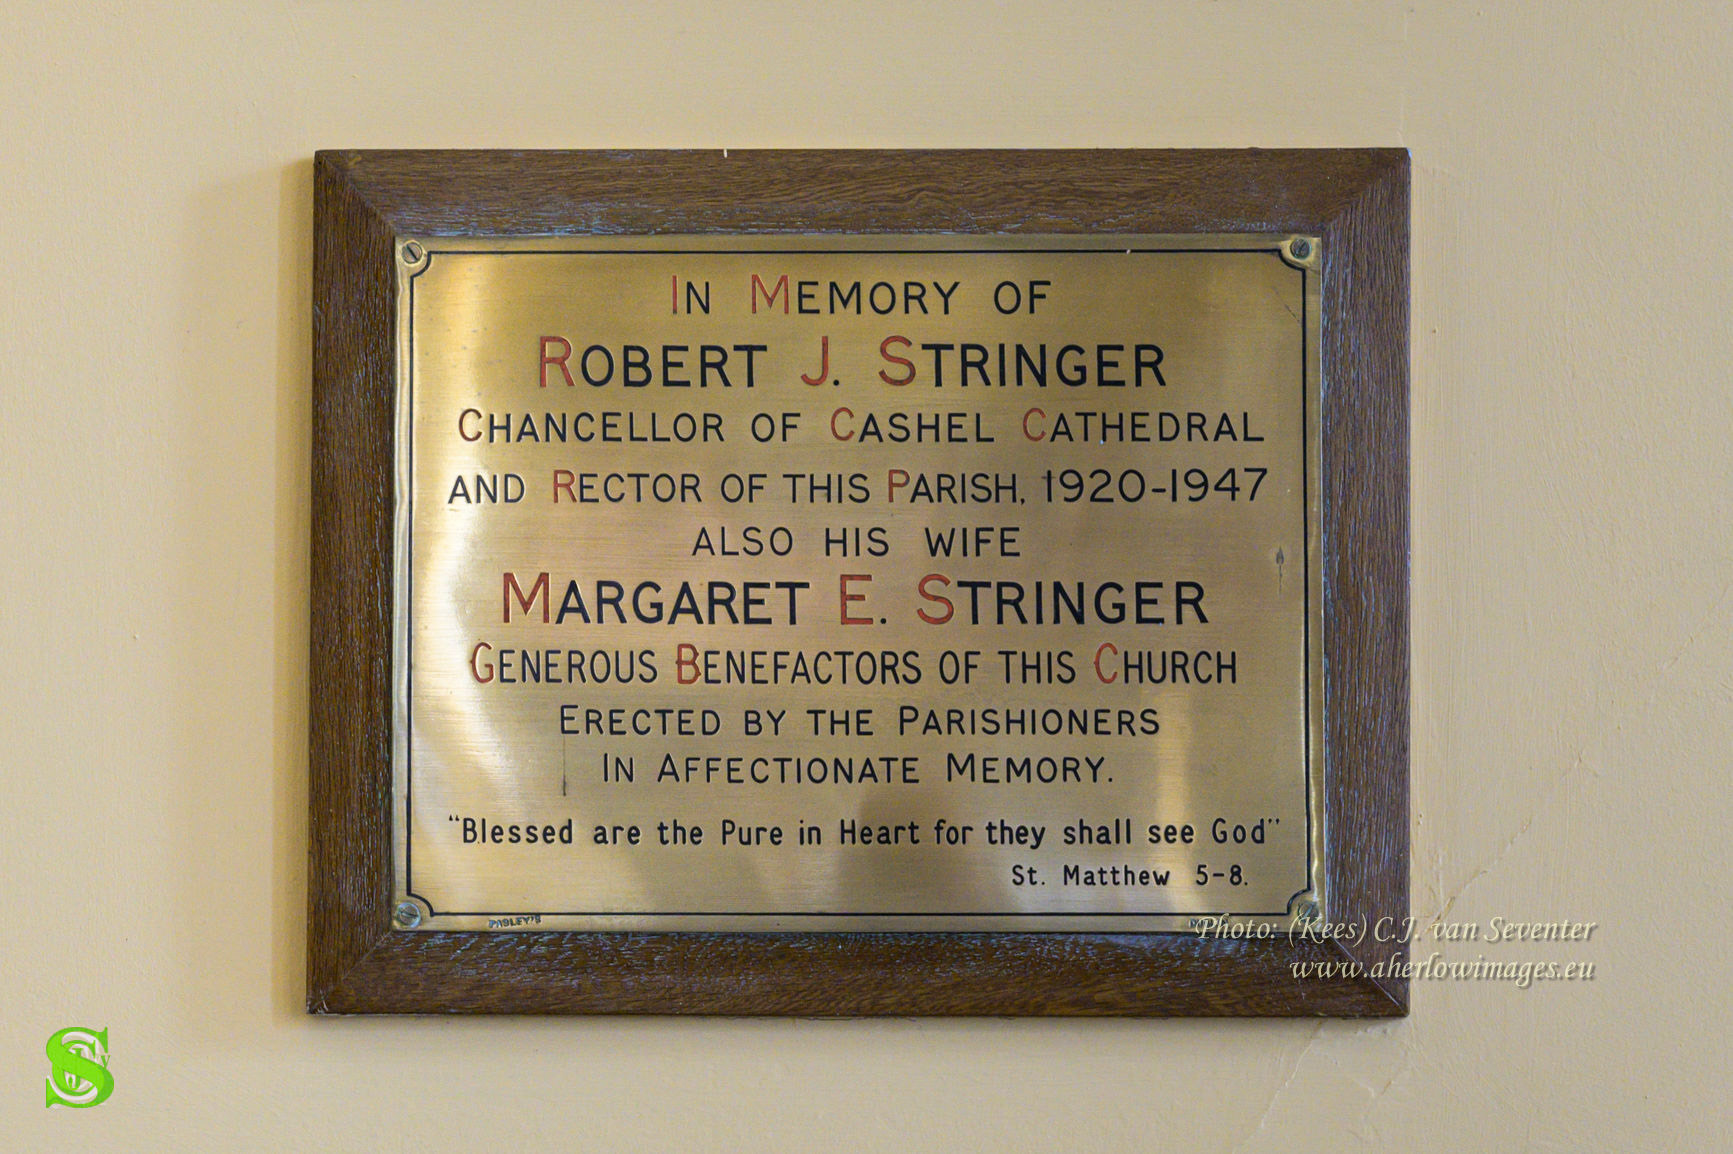 IN MEMORY OF
ROBERT J. STRINGER
CHANCELLOR OF CASHEL CATHEDRAL
AND RECTOR OF THIS PARISH, 1920-1947
ALSO HIS WIFE
MARGARET E. STRINGER
GENEROUS BENEFACTORS OF THIS CHURCH
ERECTED BY THE PARISHIONERS
IN AFFECTIONATE MEMORY.
"Blessed are the Pure in Heart for they shall see God"
St. Matthew 5-8.
Photo: (Kees) C.J. van Seventer
www.aherlowimages.eu